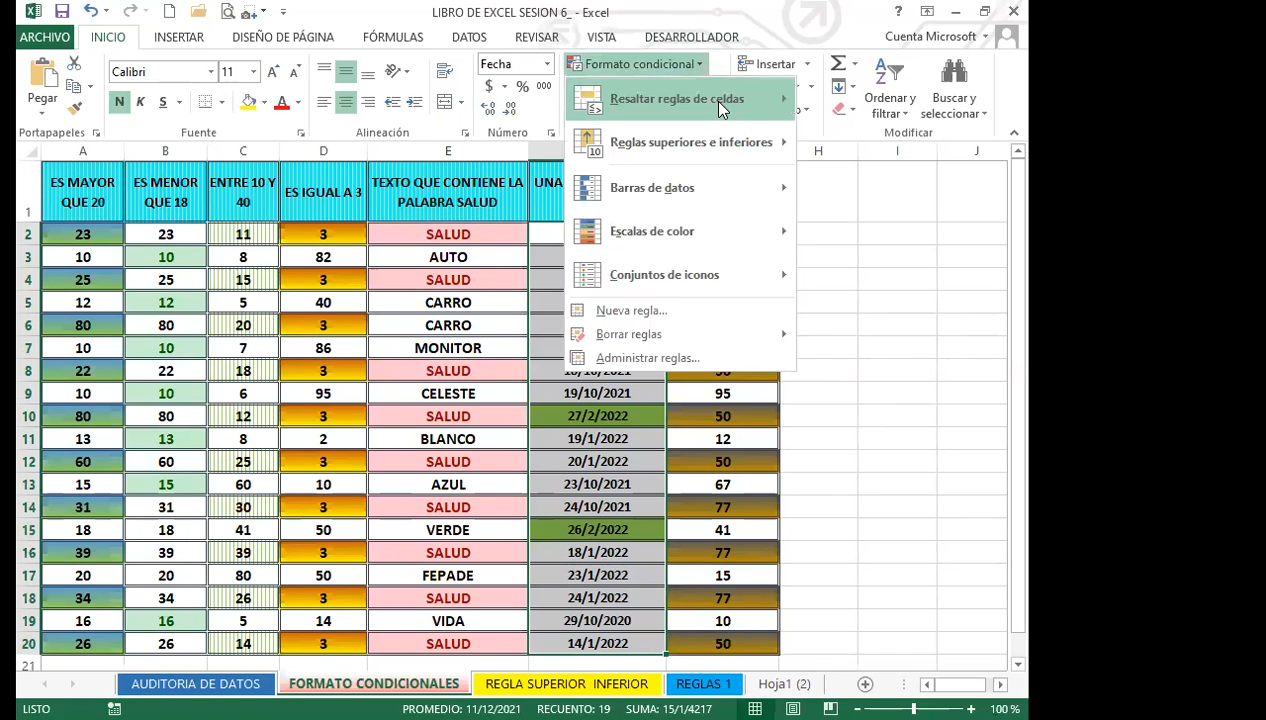 LIBRO DE EXCEL SESION 6_ - Excel
ARCHIVO INICIO INSERTAR DISEÑO DE PÁGINA FÓRMULAS DATOS REVISAR VISTA DESARROLLADOR Cuenta Microsoft
Pegar Calibri 11 Fecha Formato condicional Insertar Ordenar y filtrar Buscar y seleccionar
N K S $ % 000
Portapapeles Fuente Alineación Número Modificar
Resaltar reglas de celdas
Reglas superiores e inferiores
Barras de datos
Escalas de color
Conjuntos de iconos
Nueva regla...
Borrar reglas
Administrar reglas...
A B C D E H I J
1 ES MAYOR QUE 20 ES MENOR QUE 18 ENTRE 10 Y 40 ES IGUAL A 3 TEXTO QUE CONTIENE LA PALABRA SALUD UNA
2 23 23 11 3 SALUD
3 10 10 8 82 AUTO
4 25 25 15 3 SALUD
5 12 12 5 40 CARRO
6 80 80 20 3 CARRO
7 10 10 7 86 MONITOR
8 22 22 18 3 SALUD
9 10 10 6 95 CELESTE 19/10/2021 95
10 80 80 12 3 SALUD 27/2/2022 50
11 13 13 8 2 BLANCO 19/1/2022 12
12 60 60 25 3 SALUD 20/1/2022 50
13 15 15 60 10 AZUL 23/10/2021 67
14 31 31 30 3 SALUD 24/10/2021 77
15 18 18 41 50 VERDE 26/2/2022 41
16 39 39 39 3 SALUD 18/1/2022 77
17 20 20 80 50 FEPADE 23/1/2022 15
18 34 34 26 3 SALUD 24/1/2022 77
19 16 16 5 14 VIDA 29/10/2020 10
20 26 26 14 3 SALUD 14/1/2022 50
21
AUDITORIA DE DATOS FORMATO CONDICIONALES REGLA SUPERIOR INFERIOR REGLAS 1 Hoja1 (2)
LISTO PROMEDIO: 11/12/2021 RECUENTO: 19 SUMA: 15/1/4217 100 %